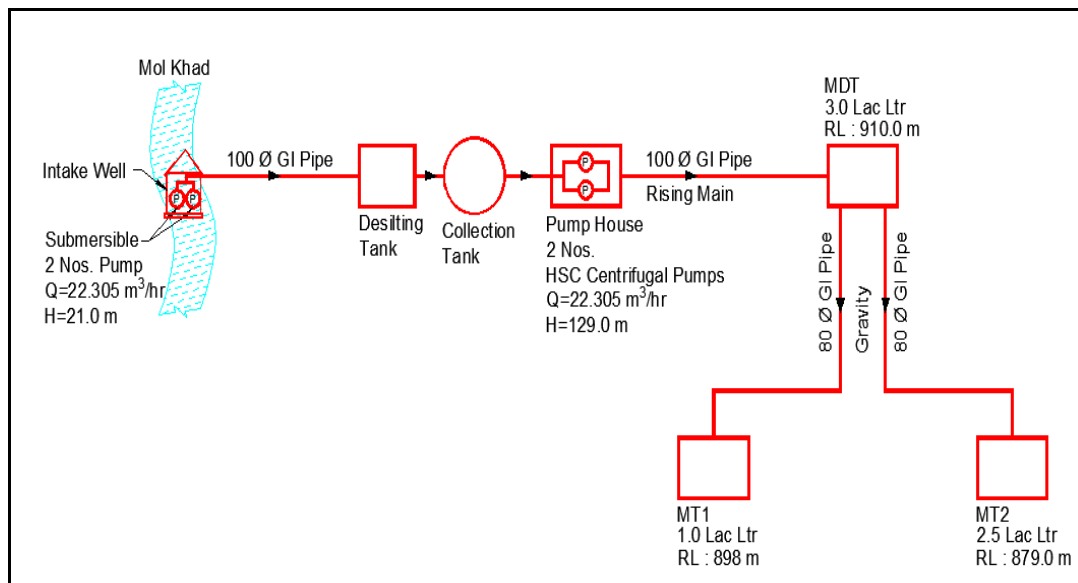 Mol Khad
Intake Well
P P
Submersible
2 Nos. Pump
Q=22.305 m³/hr
H=21.0 m
100 Ø GI Pipe
Desilting
Tank
Collection
Tank
P
P
Pump House
2 Nos.
HSC Centrifugal Pumps
Q=22.305 m³/hr
H=129.0 m
100 Ø GI Pipe
Rising Main
MDT
3.0 Lac Ltr
RL : 910.0 m
80 Ø GI Pipe
Gravity
80 Ø GI Pipe
MT1
1.0 Lac Ltr
RL : 898 m
MT2
2.5 Lac Ltr
RL : 879.0 m